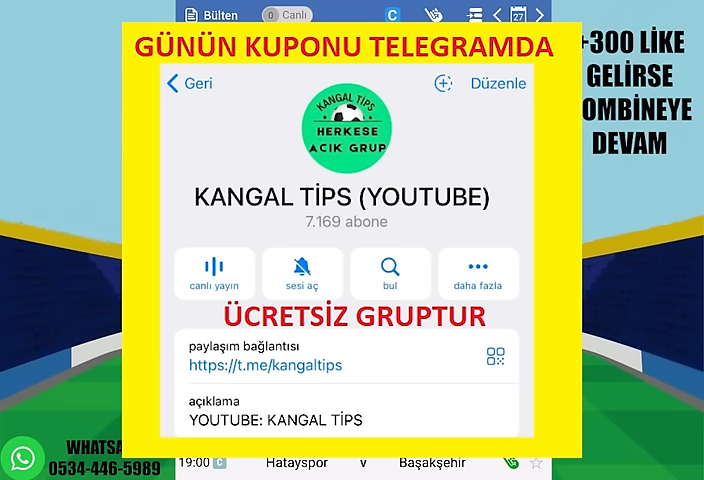 Bülten
0 Canlı
C
27
GÜNÜN KUPONU TELEGRAMDA
+300 LİKE
GELİRSE
OMBİNEYE
DEVAM
Geri
Düzenle
KANGAL TİPS
HERKESE
ACIK GRUP
KANGAL TİPS (YOUTUBE)
7.169 abone
canlı yayın
sesi aç
bul
daha fazla
ÜCRETSİZ GRUPTUR
paylaşım bağlantısı
https://t.me/kangaltips
açıklama
YOUTUBE: KANGAL TİPS
WHATSA
0534-446-5989
19:00 C Hatayspor v Başakşehir